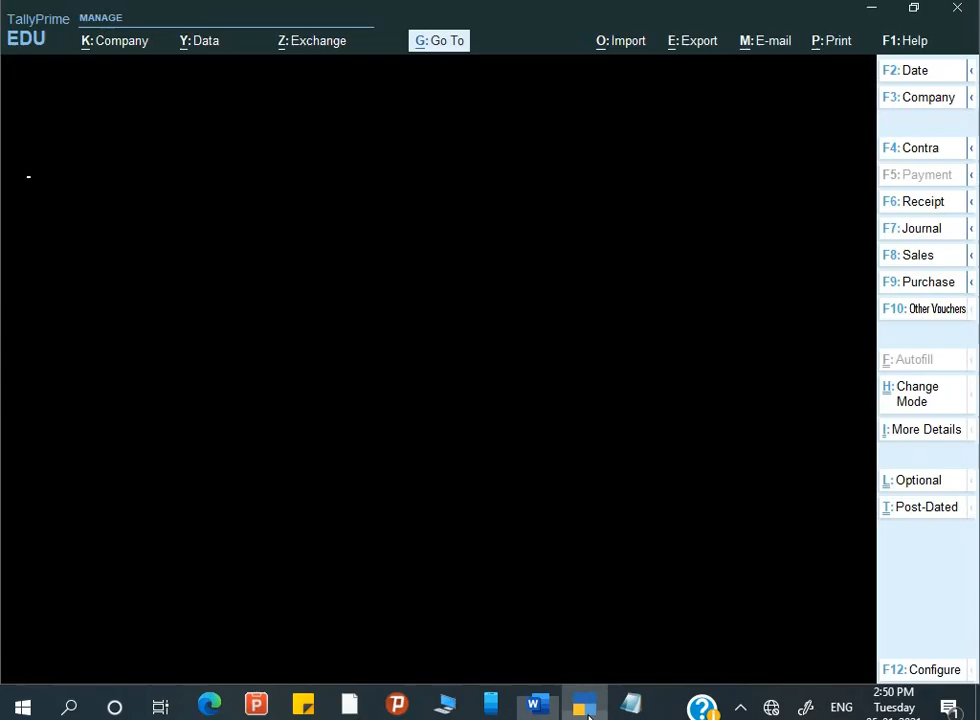 TallyPrime
EDU
MANAGE
K: Company
Y: Data
Z: Exchange
G: Go To
O: Import
E: Export
M: E-mail
P: Print
F1: Help
F2: Date
F3: Company
F4: Contra
F5: Payment
F6: Receipt
F7: Journal
F8: Sales
F9: Purchase
F10: Other Vouchers
F: Autofill
H: Change
Mode
I: More Details
L: Optional
T: Post-Dated
F12: Configure
ENG
2:50 PM
Tuesday